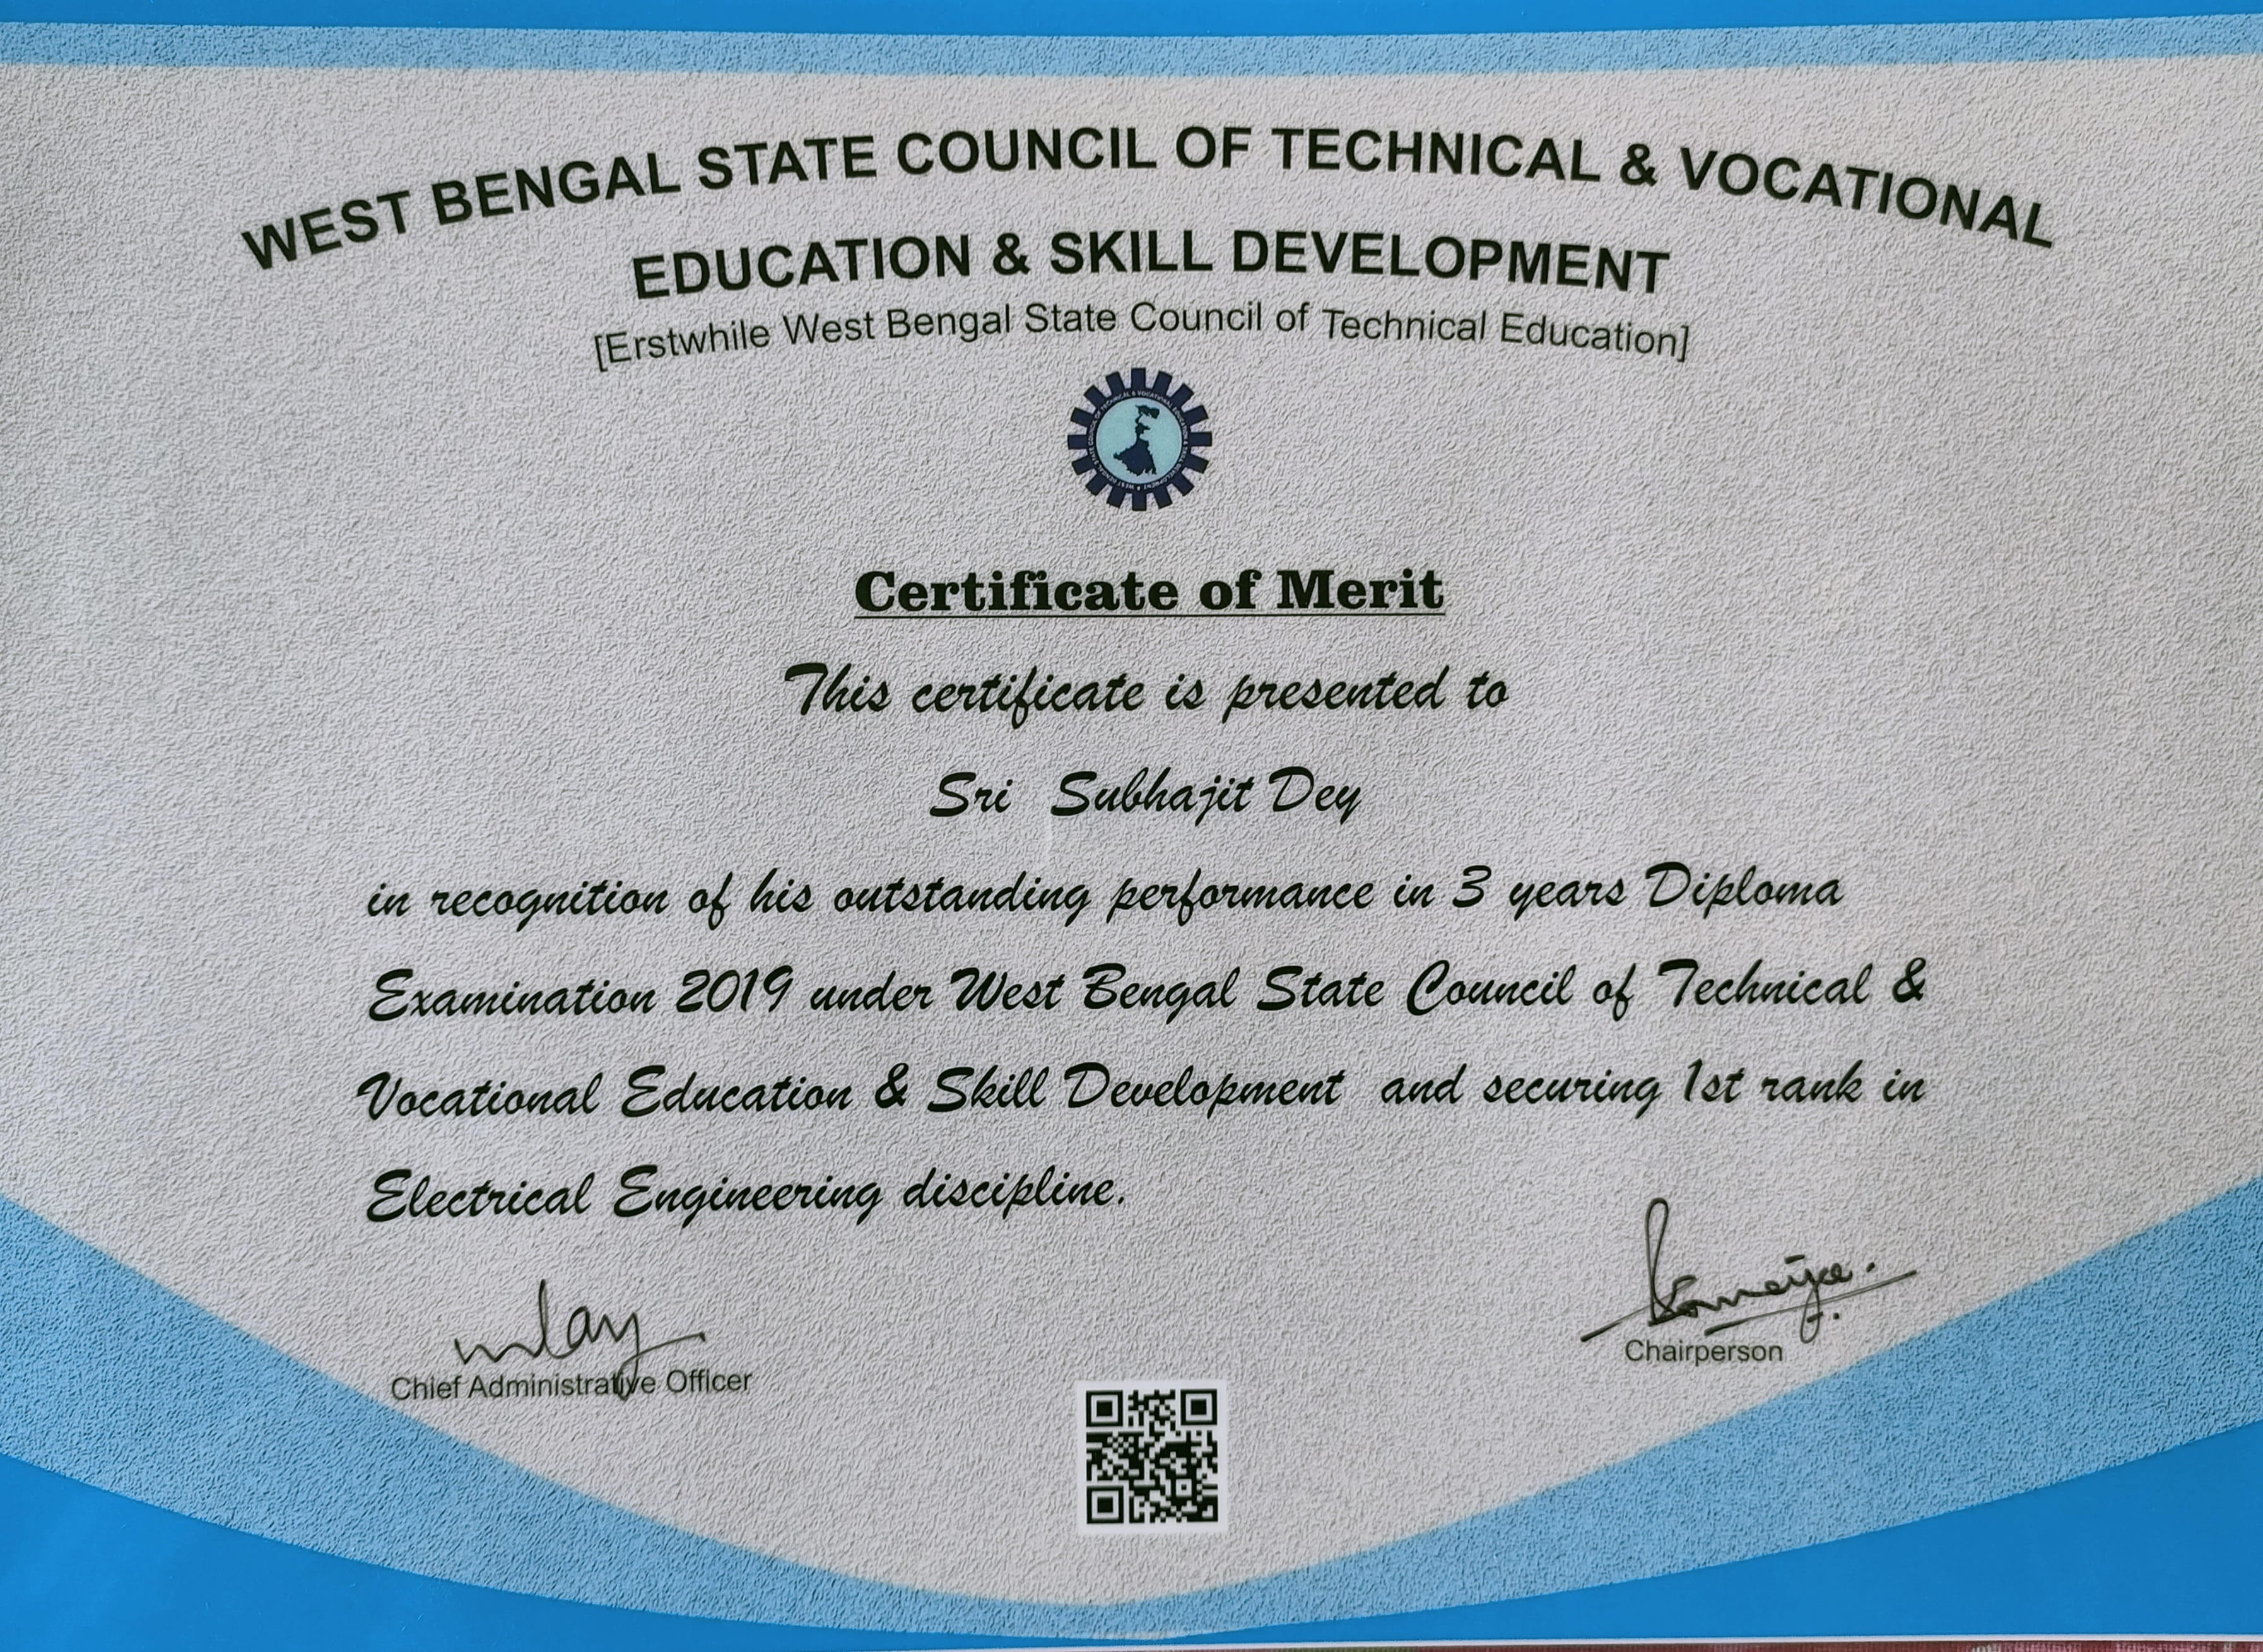 WEST BENGAL STATE COUNCIL OF TECHNICAL & VOCATIONAL
EDUCATION & SKILL DEVELOPMENT
[Erstwhile West Bengal State Council of Technical Education]
Certificate of Merit
This certificate is presented to
Sri Subhajit Dey
in recognition of his outstanding performance in 3 years Diploma
Examination 2019 under West Bengal State Council of Technical &
Vocational Education & Skill Development and securing 1st rank in
Electrical Engineering discipline.
Chief Administrative Officer
Chairperson